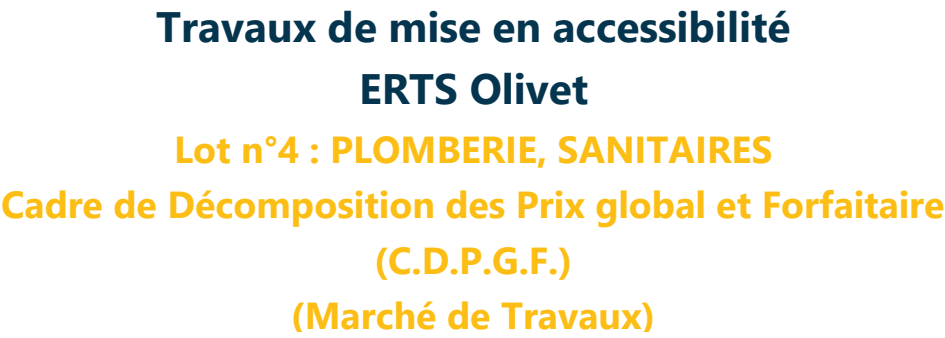 Travaux de mise en accessibilité
ERTS Olivet
Lot n°4 : PLOMBERIE, SANITAIRES
Cadre de Décomposition des Prix global et Forfaitaire
(C.D.P.G.F.)
(Marché de Travaux)